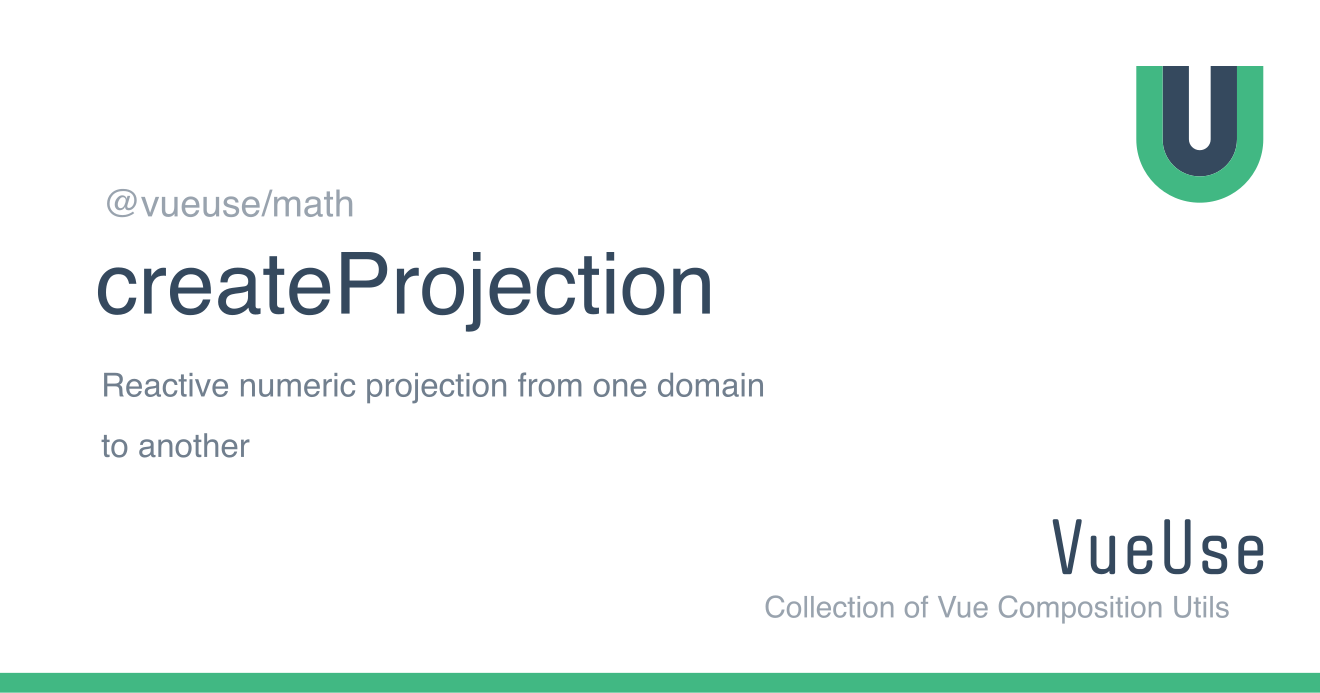 @vueuse/math
createProjection
Reactive numeric projection from one domain
to another
VueUse
Collection of Vue Composition Utils